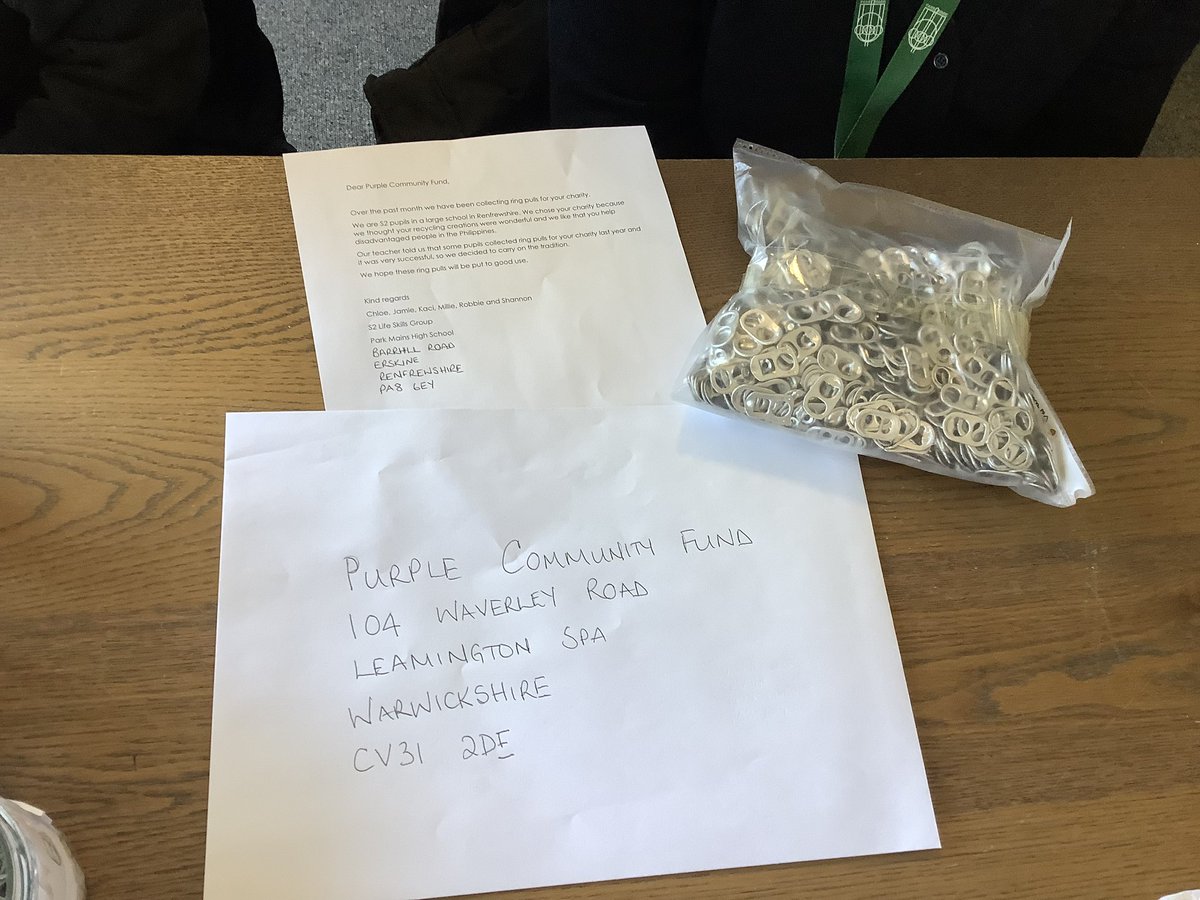 Dear Purple Community Fund,
Over the past month we have been collecting ring pulls for your charity.
We are S2 pupils in a large school in Renfrewshire. We chose your charity because
we thought your recycling creations were wonderful and we like that you help
disadvantaged people in the Philippines.
Our teacher told us that some pupils collected ring pulls for your charity last year and
it was very successful, so we decided to carry on the tradition.
We hope these ring pulls will be put to good use.
Kind regards
Chloe, Jamie, Kaci, Millie, Robbie and Shannon
S2 Life Skills Group
Park Mains High School
BARRHILL ROAD
ERSKINE
RENFREWSHIRE
PA8 6EY
PURPLE COMMUNITY FUND
104 WAVERLEY ROAD
LEAMINGTON SPA
WARWICKSHIRE
CV31 2DE